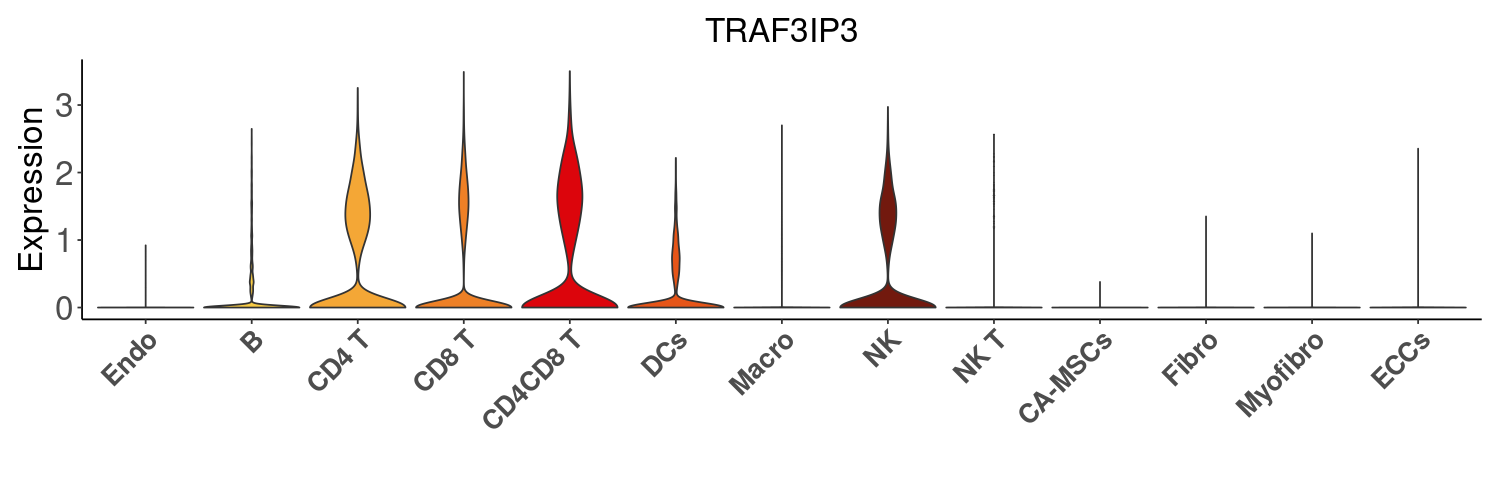 TRAF3IP3
Expression
3
2
1
0
Endo
B
CD4 T
CD8 T
CD4CD8 T
DCs
Macro
NK
NK T
CA-MSCs
Fibro
Myofibro
ECCs